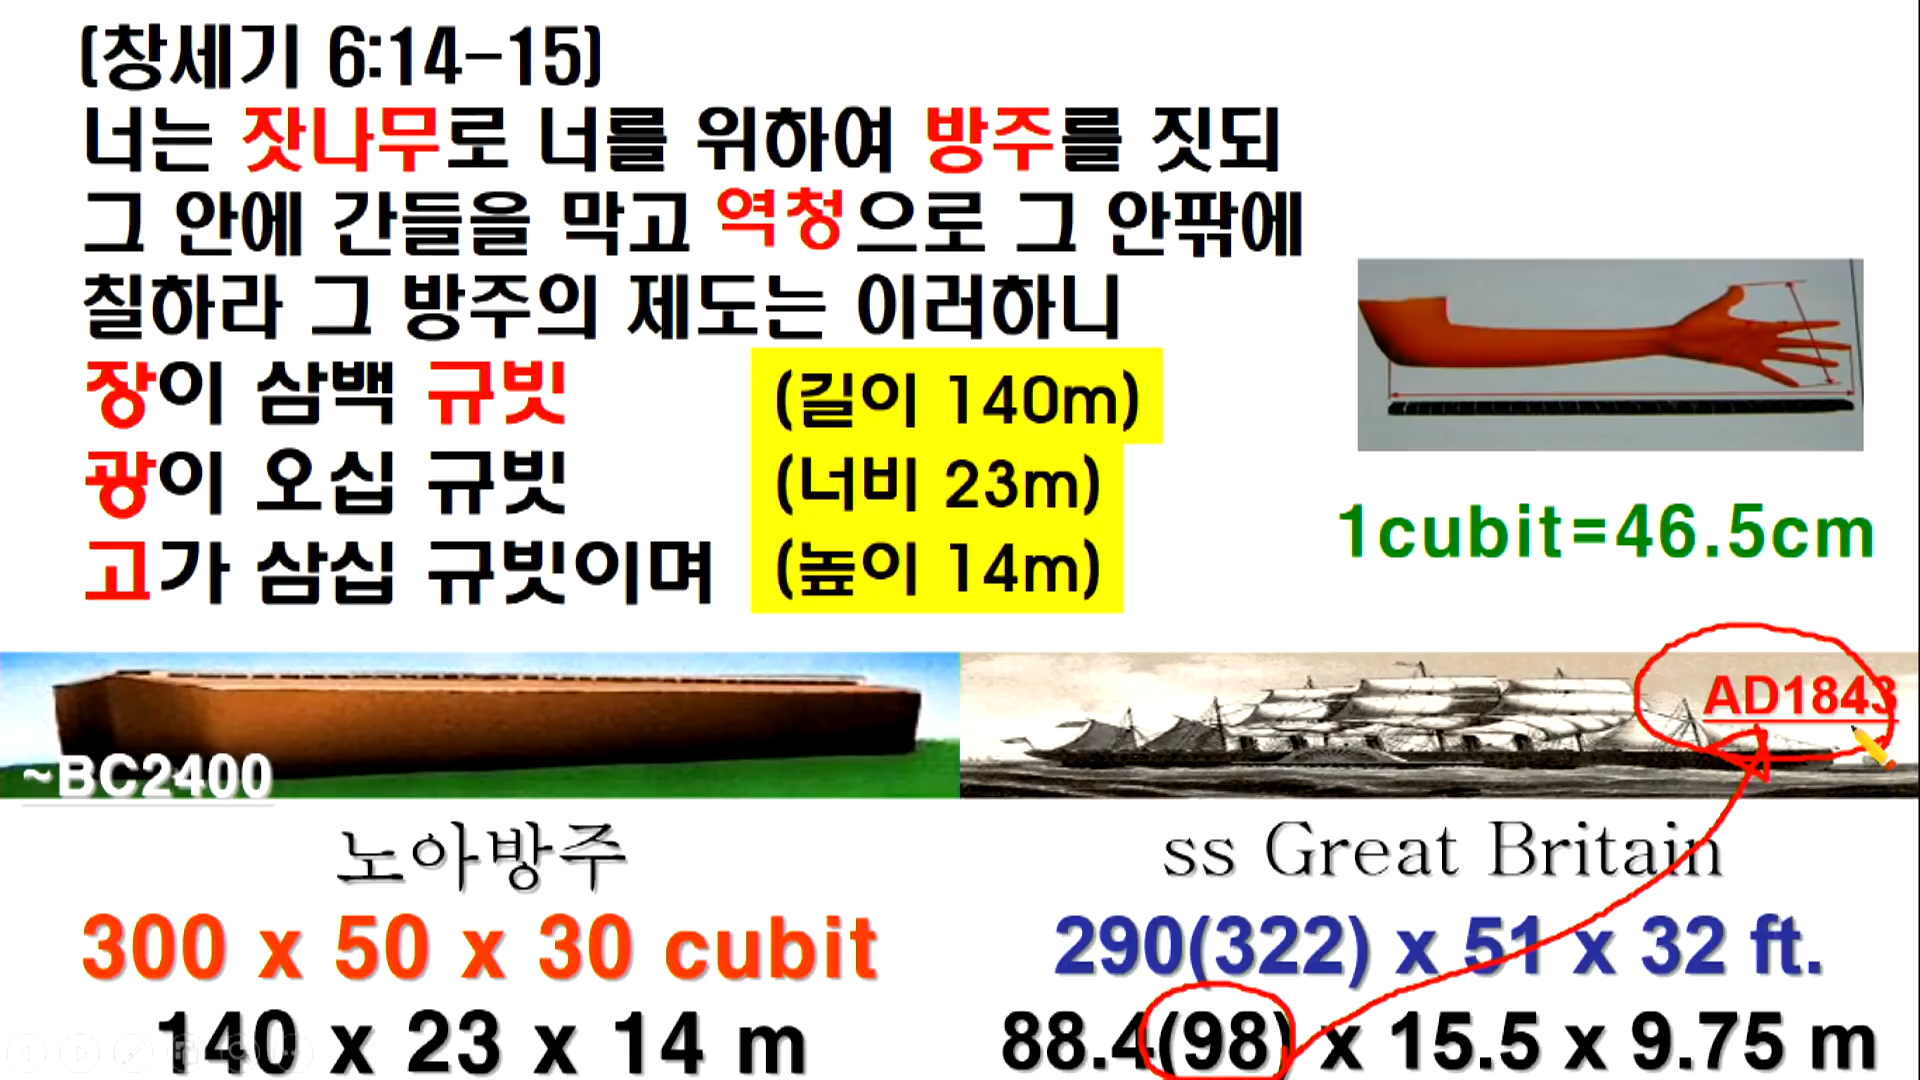 (창세기 6:14-15)
너는 잣나무로 너를 위하여 방주를 짓되
그 안에 간들을 막고 역청으로 그 안팎에
칠하라 그 방주의 제도는 이러하니
장이 삼백 규빗 (길이 140m)
광이 오십 규빗 (너비 23m)
고가 삼십 규빗이며 (높이 14m)
1cubit=46.5cm
~BC2400
AD1843
노아방주
300 x 50 x 30 cubit
140 x 23 x 14 m
ss Great Britain
290(322) x 51 x 32 ft.
88.4(98) x 15.5 x 9.75 m